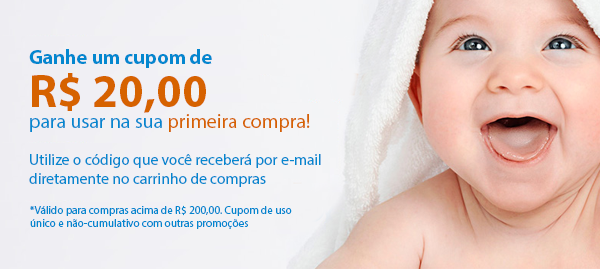 Ganhe um cupom de
R$ 20,00
para usar na sua primeira compra!
Utilize o código que você receberá por e-mail
diretamente no carrinho de compras
*Válido para compras acima de R$ 200,00. Cupom de uso
único e não-cumulativo com outras promoções